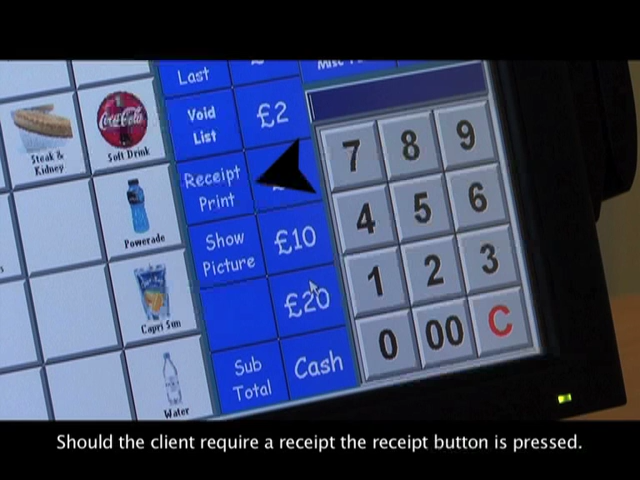 Last
Void
List
£2
Receipt
Print
Show
Picture
£10
£20
Sub
Total
Cash
Steak &
Kidney
Coca-Cola
Soft Drink
Powerade
Capri Sun
Water
7 8 9
4 5 6
1 2 3
0 00 C
Should the client require a receipt the receipt button is pressed.